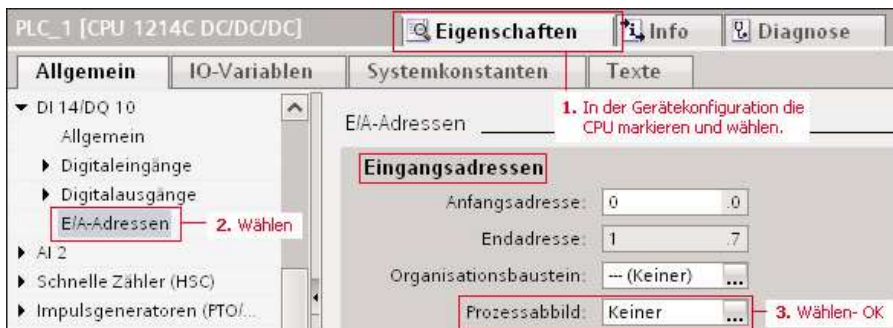 PLC_1 [CPU 1214C DC/DC/DC]
Eigenschaften
Info
Diagnose
Allgemein
IO-Variablen
Systemkonstanten
Texte
1. In der Gerätekonfiguration die
CPU markieren und wählen.
DI 14/DQ 10
Allgemein
Digitaleingänge
Digitalausgänge
E/A-Adressen
2. Wählen
AI 2
Schnelle Zähler (HSC)
Impulsgeneratoren (PTO/...
E/A-Adressen
Eingangsadressen
Anfangsadresse: 0 .0
Endadresse: 1 .7
Organisationsbaustein: --- (Keiner) ...
Prozessabbild: Keiner ...
3. Wählen- OK